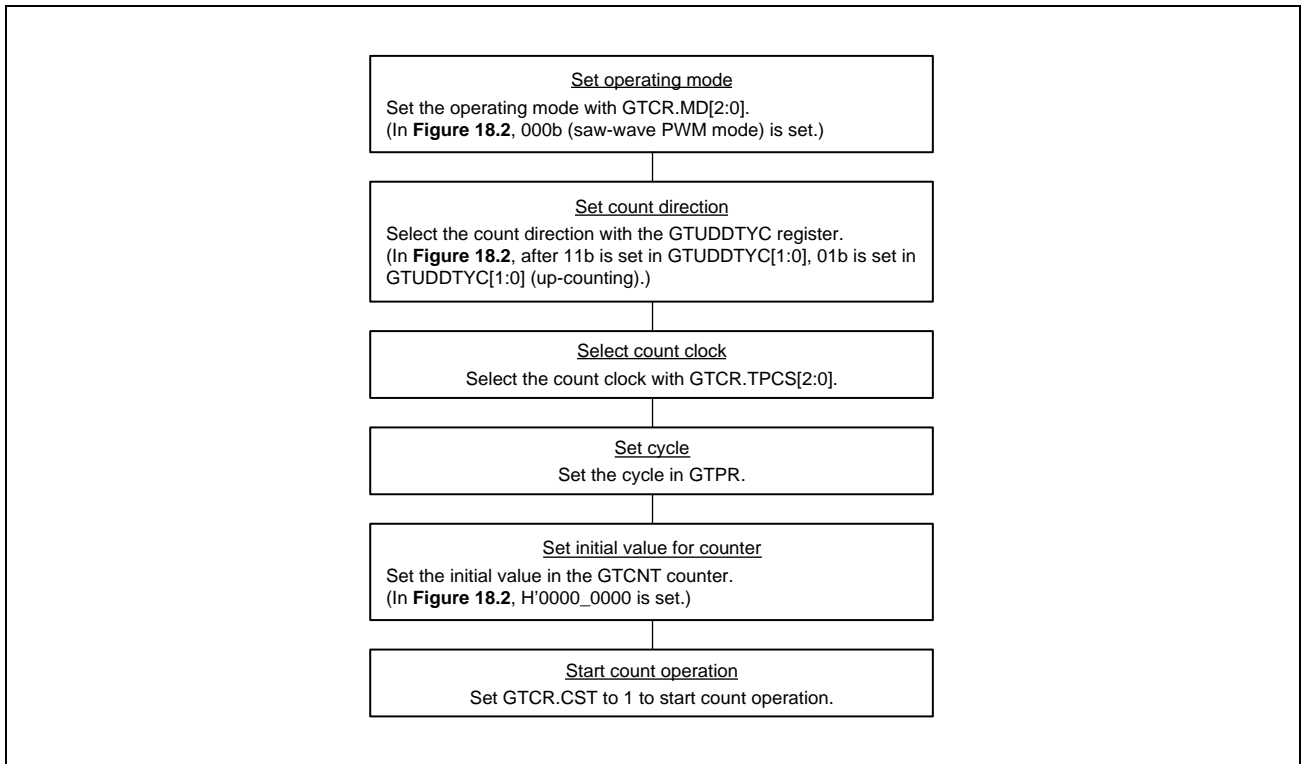 Set operating mode
Set the operating mode with GTCR.MD[2:0].
(In Figure 18.2, 000b (saw-wave PWM mode) is set.)
Set count direction
Select the count direction with the GTUDDTYC register.
(In Figure 18.2, after 11b is set in GTUDDTYC[1:0], 01b is set in
GTUDDTYC[1:0] (up-counting).)
Select count clock
Select the count clock with GTCR.TPCS[2:0].
Set cycle
Set the cycle in GTPR.
Set initial value for counter
Set the initial value in the GTCNT counter.
(In Figure 18.2, H'0000_0000 is set.)
Start count operation
Set GTCR.CST to 1 to start count operation.